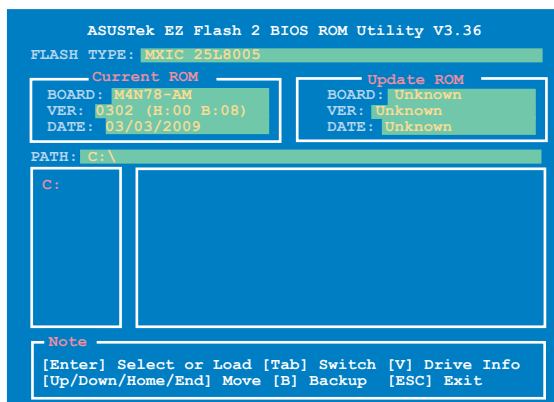 ASUSTek EZ Flash 2 BIOS ROM Utility V3.36
FLASH TYPE: MXIC 25L8005
Current ROM
BOARD: M4N78-AM
VER: 0302 (H:00 B:08)
DATE: 03/03/2009
Update ROM
BOARD: Unknown
VER: Unknown
DATE: Unknown
PATH: C:\
C:
Note
[Enter] Select or Load [Tab] Switch [V] Drive Info
[Up/Down/Home/End] Move [B] Backup [ESC] Exit